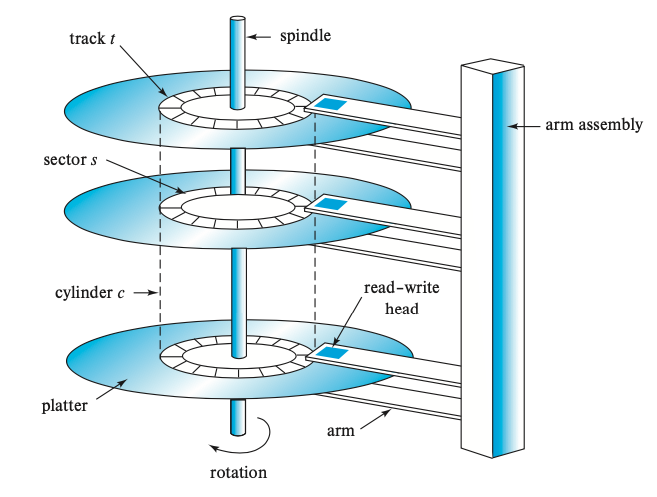 spindle
track t
arm assembly
sector s
read-write
head
cylinder c
platter
arm
rotation